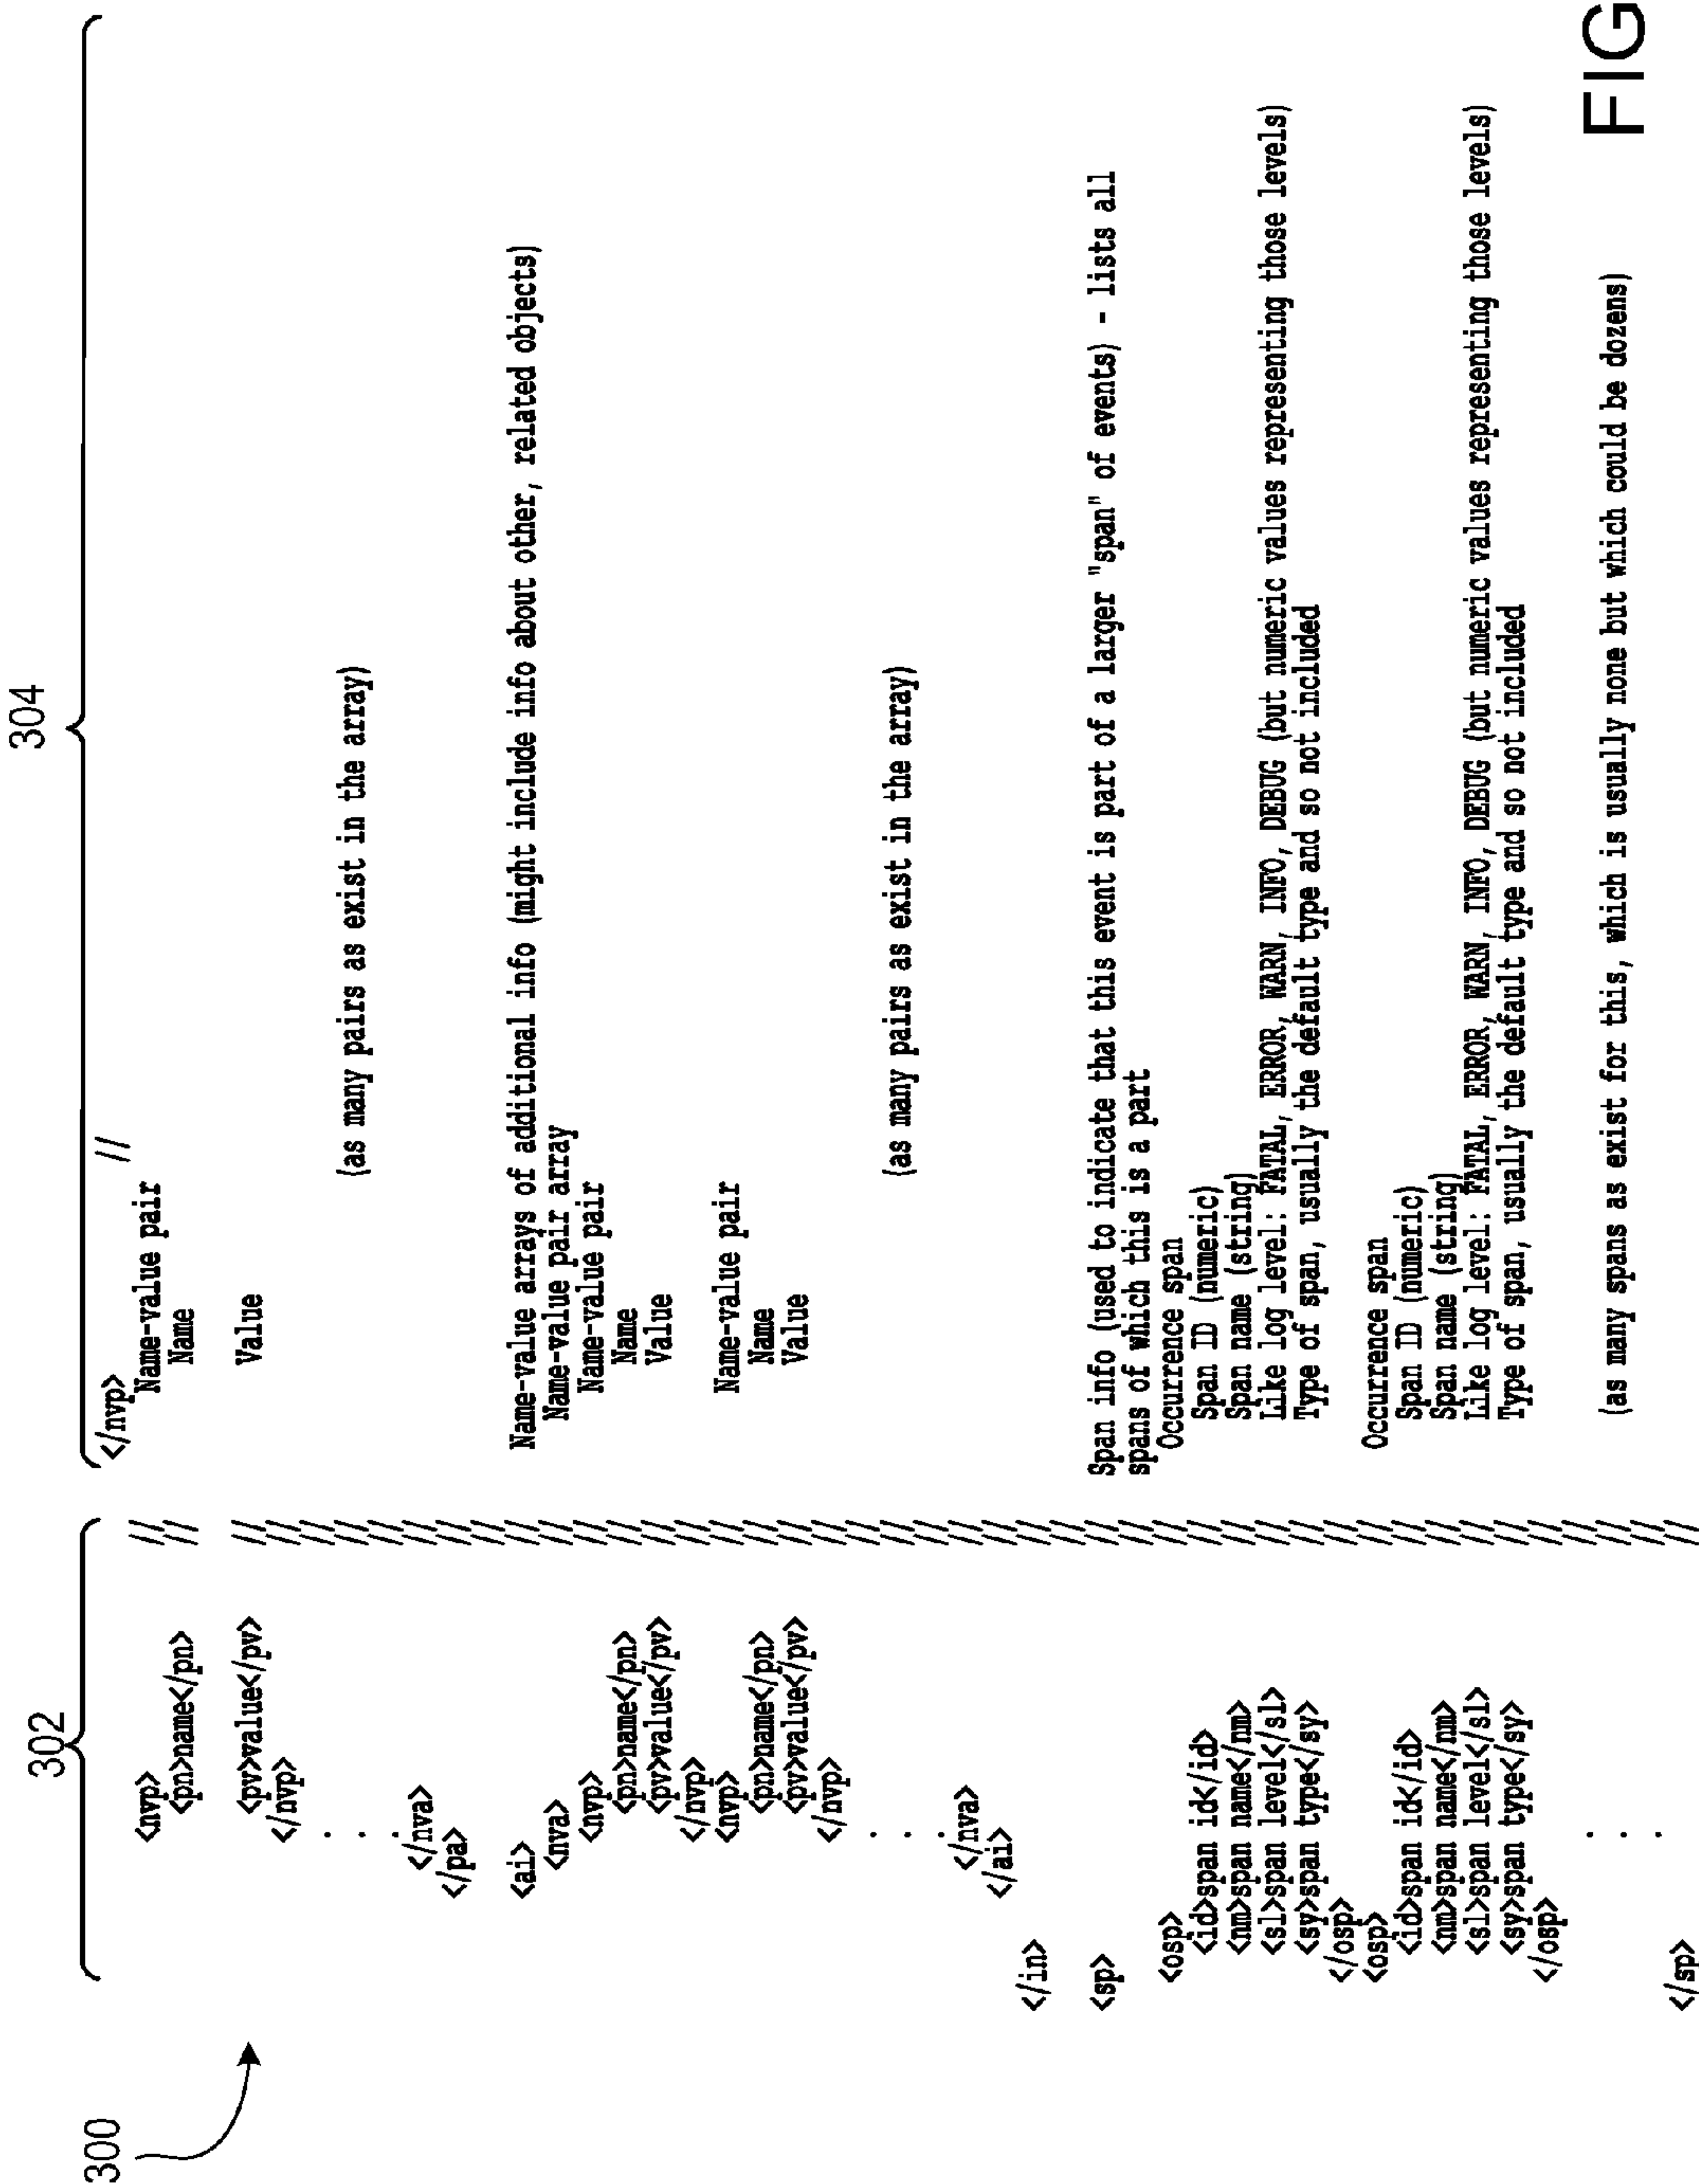 300
302
304
</nvp> //
<nvp> // Name-value pair
<pn>name</pn> // Name
<pv>value</pv> // Value
</nvp> //
. //
. // (as many pairs as exist in the array)
. //
</nva> //
</pa> //
//
<ai> // Name-value arrays of additional info (might include info about other, related objects)
<nva> // Name-value pair array
<nvp> // Name-value pair
<pn>name</pn> // Name
<pv>value</pv> // Value
</nvp> //
<nvp> // Name-value pair
<pn>name</pn> // Name
<pv>value</pv> // Value
</nvp> //
. //
. // (as many pairs as exist in the array)
. //
</nva> //
</ai> //
</in> //
//
<sp> // Span info (used to indicate that this event is part of a larger "span" of events) - lists all
// spans of which this is a part
<osp> // Occurrence span
<id>span id</id> // Span ID (numeric)
<nm>span name</nm> // Span name (string)
<sl>span level</sl> // Like log level: FATAL, ERROR, WARN, INFO, DEBUG (but numeric values representing those levels)
<sy>span type</sy> // Type of span, usually the default type and so not included
</osp> //
<osp> // Occurrence span
<id>span id</id> // Span ID (numeric)
<nm>span name</nm> // Span name (string)
<sl>span level</sl> // Like log level: FATAL, ERROR, WARN, INFO, DEBUG (but numeric values representing those levels)
<sy>span type</sy> // Type of span, usually the default type and so not included
</osp> //
. //
. // (as many spans as exist for this, which is usually none but which could be dozens)
. //
</sp> //
FIG